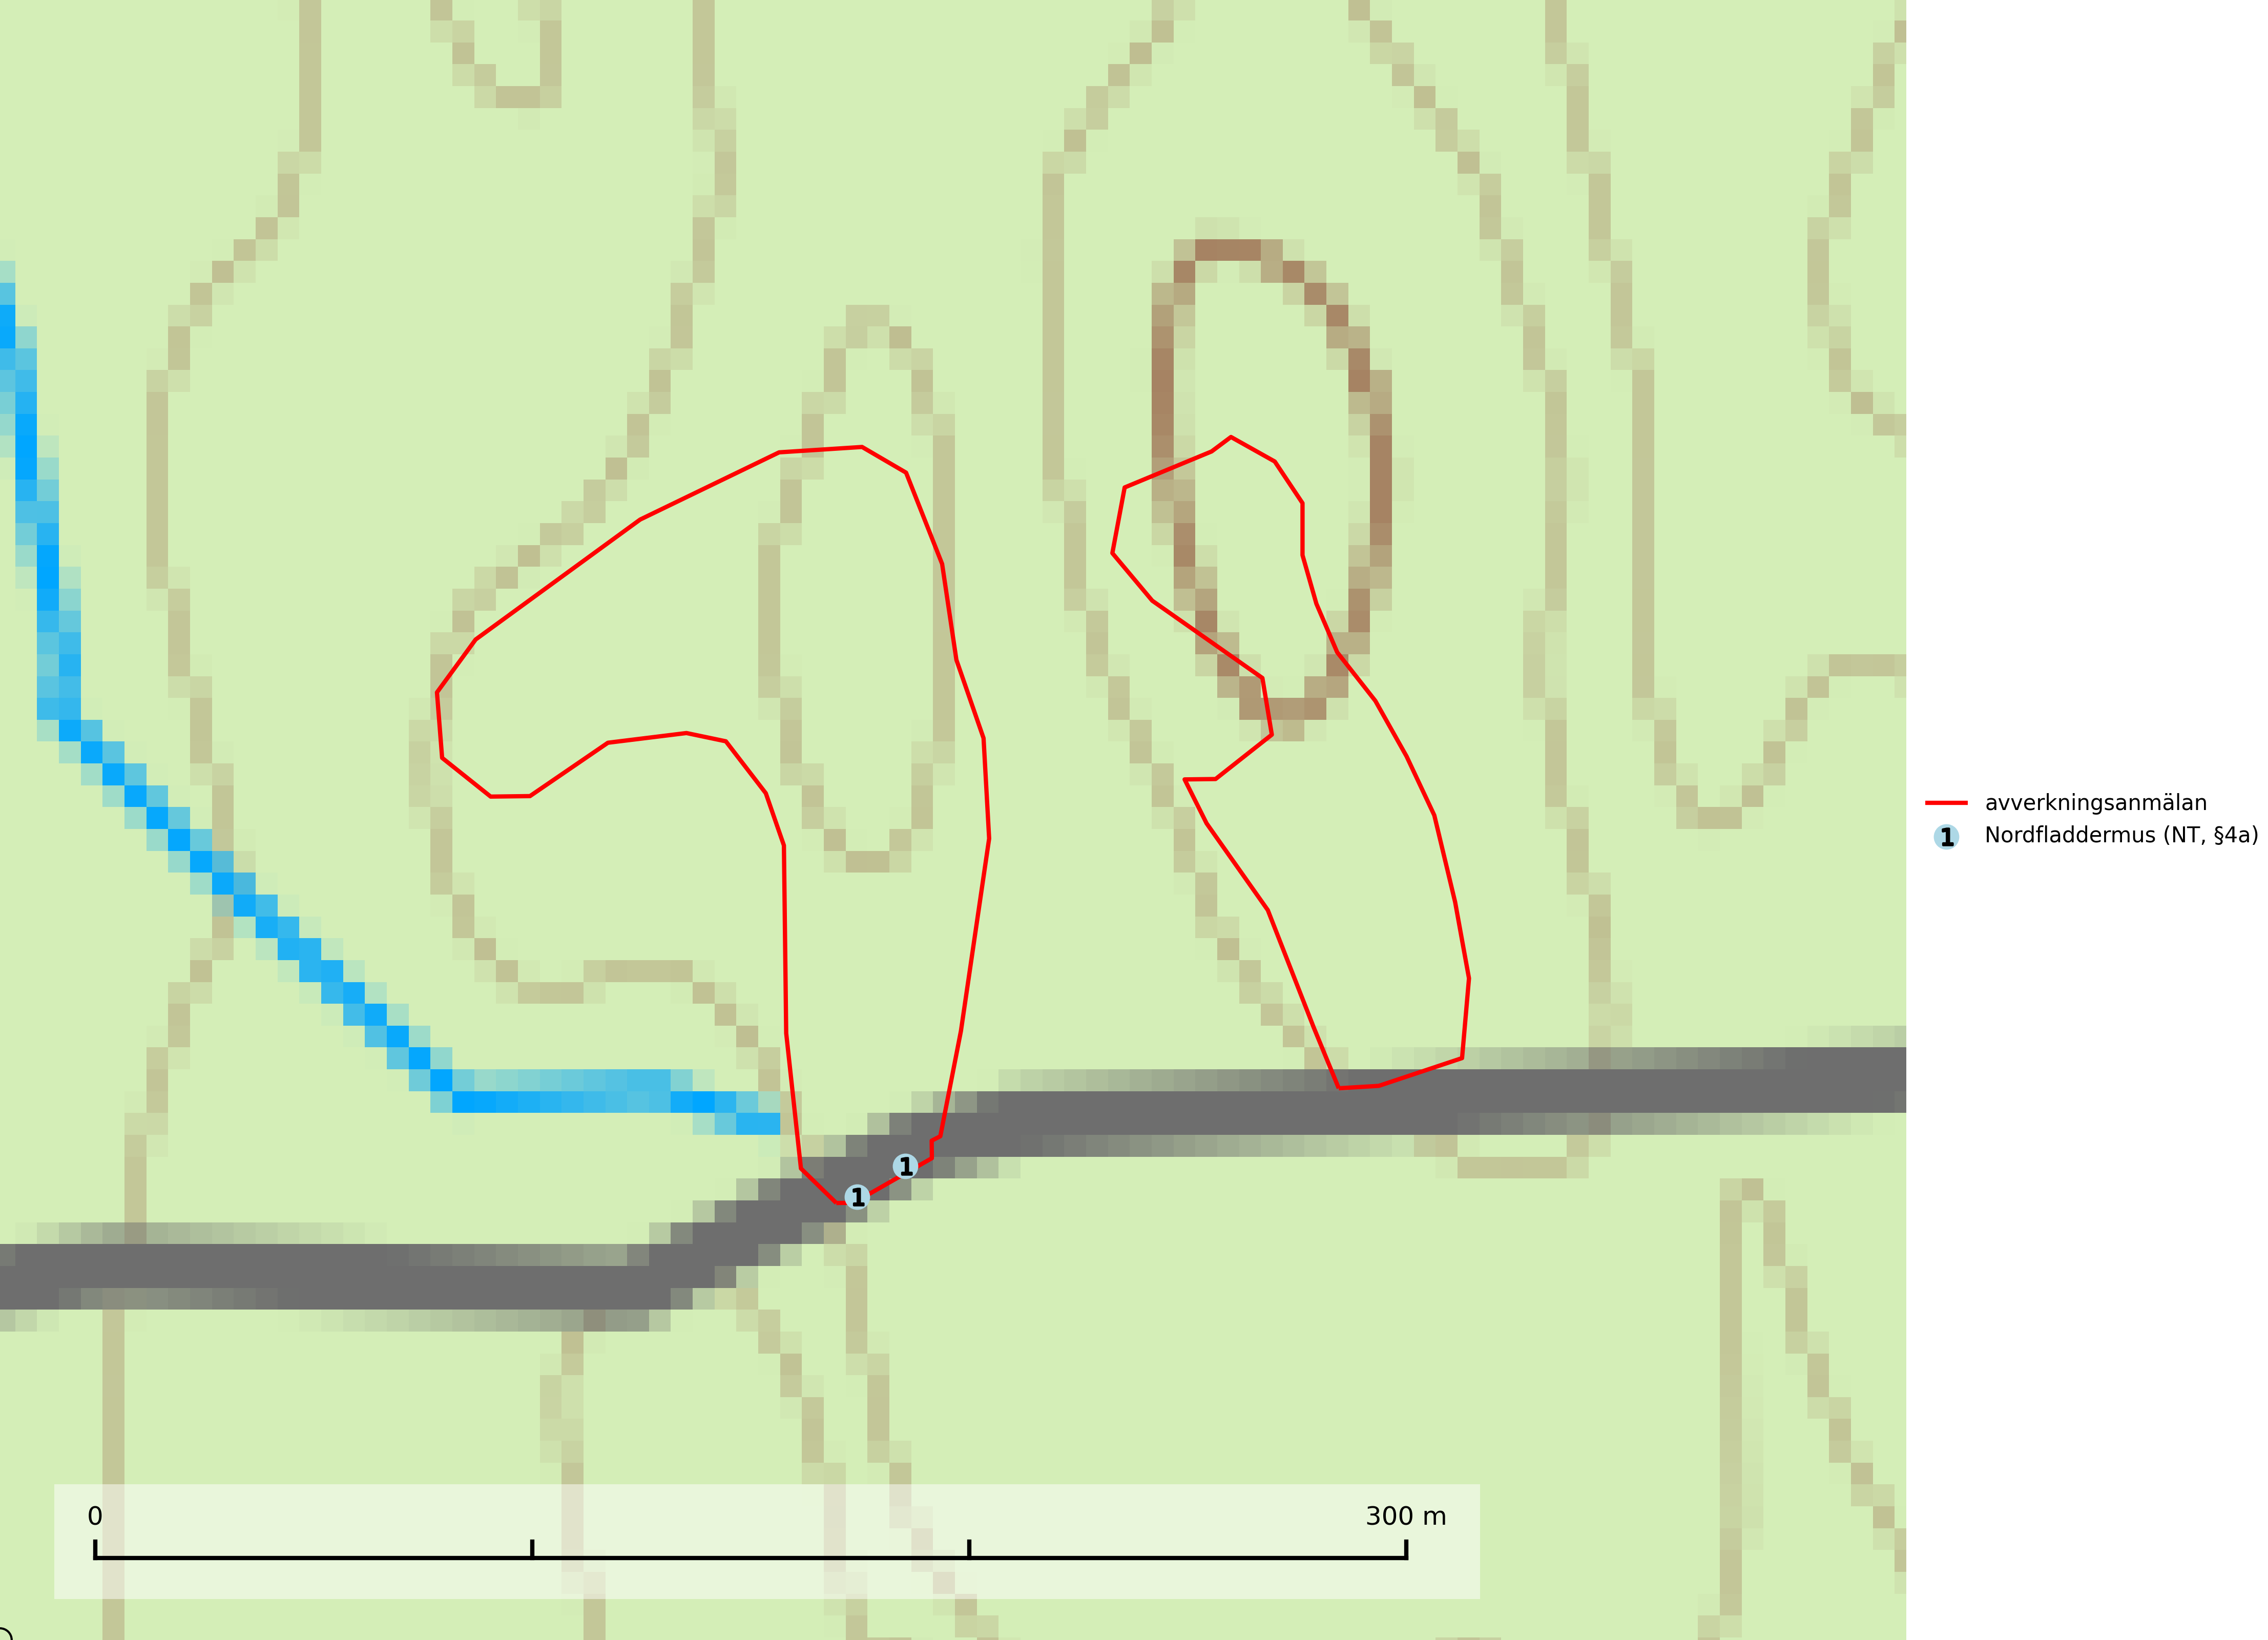 avverkningsanmälan
1 Nordfladdermus (NT, §4a)
1
1
0 300 m